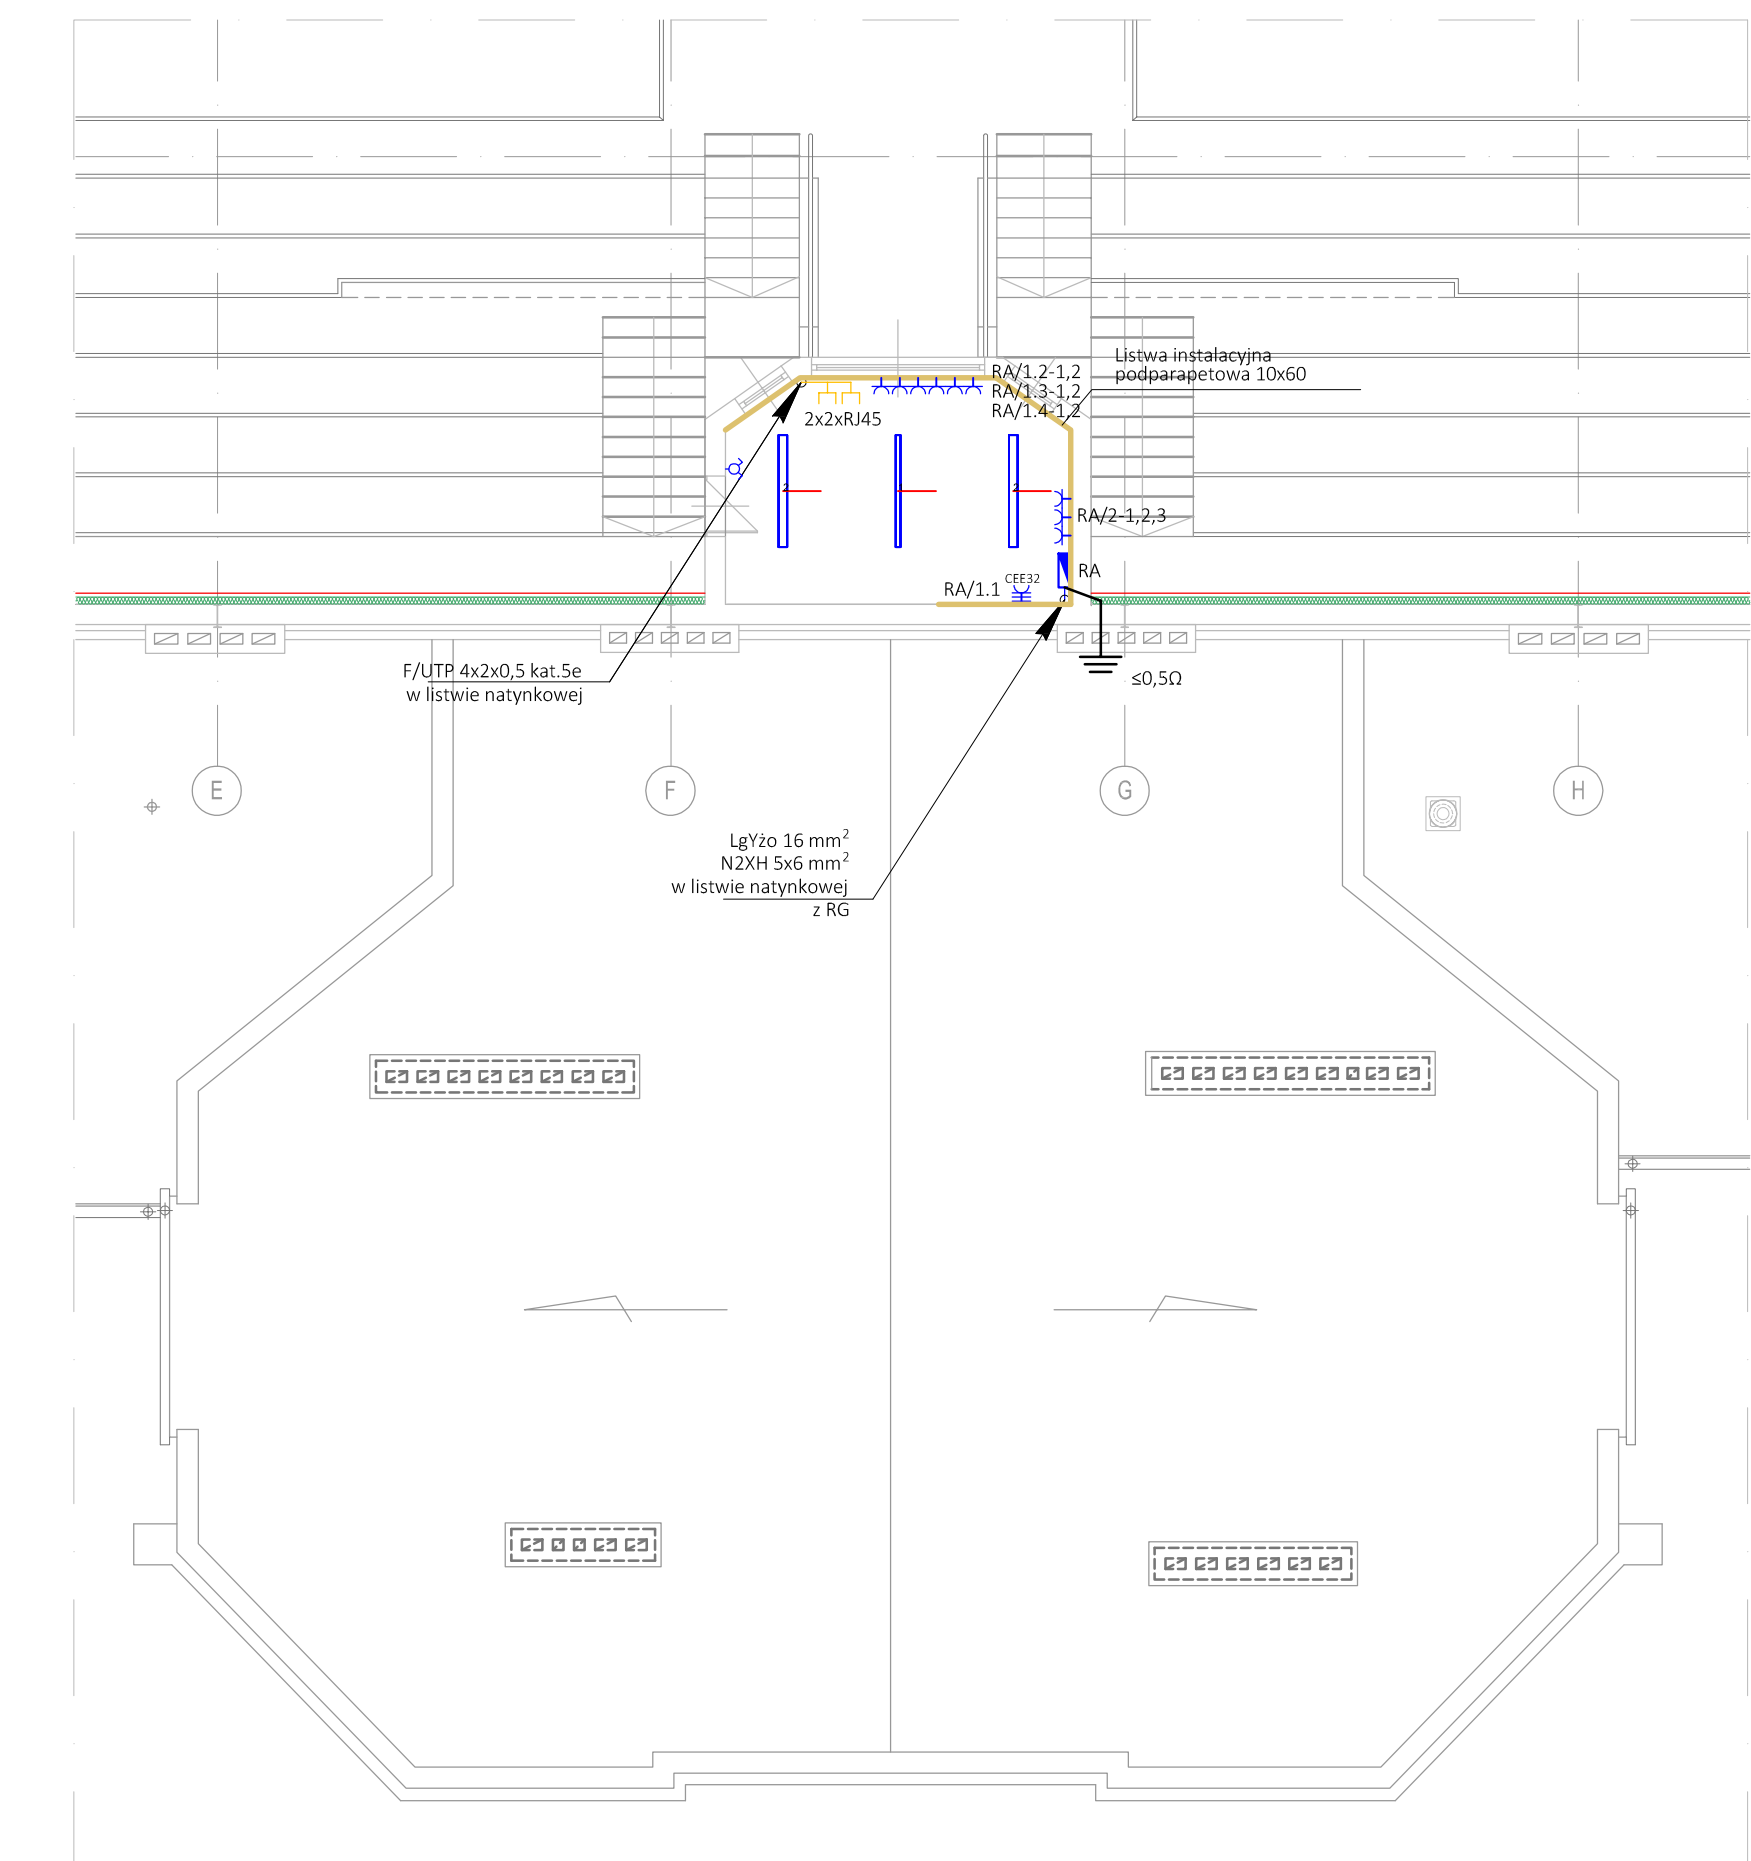 Listwa instalacyjna
podparapetowa 10x60
RA/1.2-1,2
RA/1.3-1,2
RA/1.4-1,2
2x2xRJ45
2
2
RA/2-1,2,3
RA
CEE32
RA/1.1
F/UTP 4x2x0,5 kat.5e
w listwie natynkowej
≤0,5Ω
E
F
G
H
LgYżo 16 mm²
N2XH 5x6 mm²
w listwie natynkowej
z RG